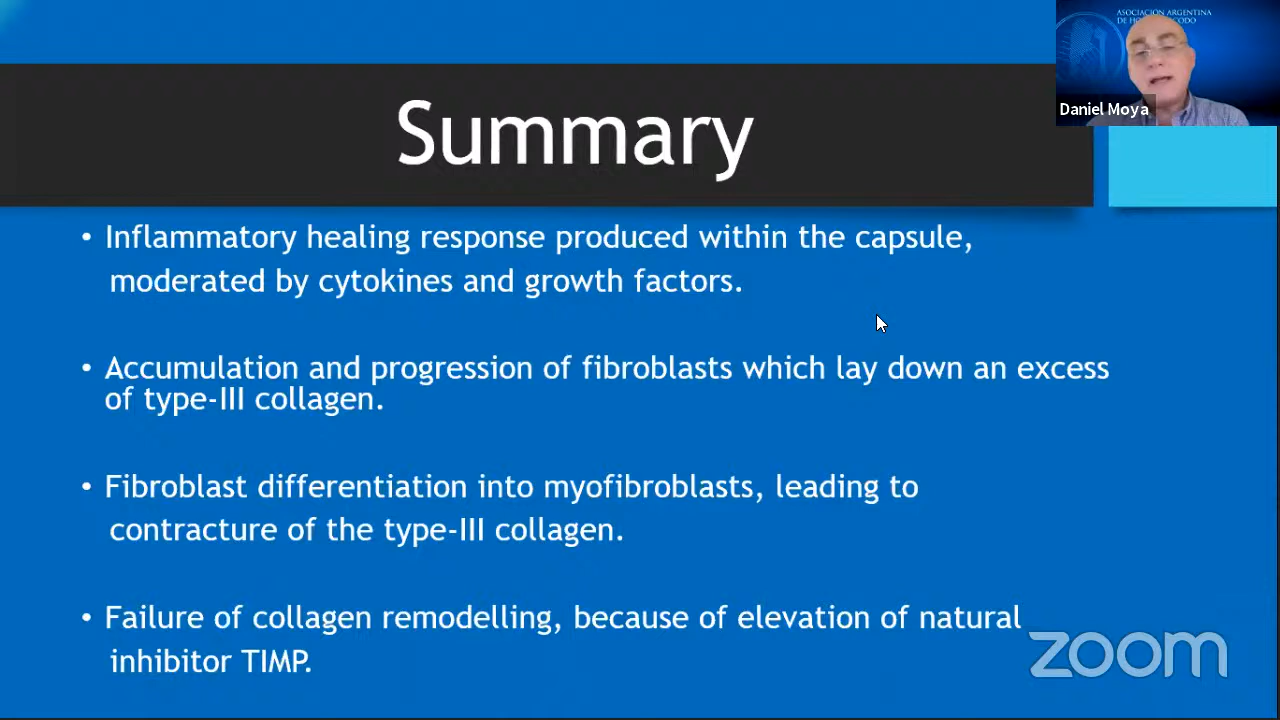 ASOCIACIÓN ARGENTINA
Daniel Moya
Summary
• Inflammatory healing response produced within the capsule,
moderated by cytokines and growth factors.
• Accumulation and progression of fibroblasts which lay down an excess
of type-III collagen.
• Fibroblast differentiation into myofibroblasts, leading to
contracture of the type-III collagen.
• Failure of collagen remodelling, because of elevation of natural
inhibitor TIMP.
zoom